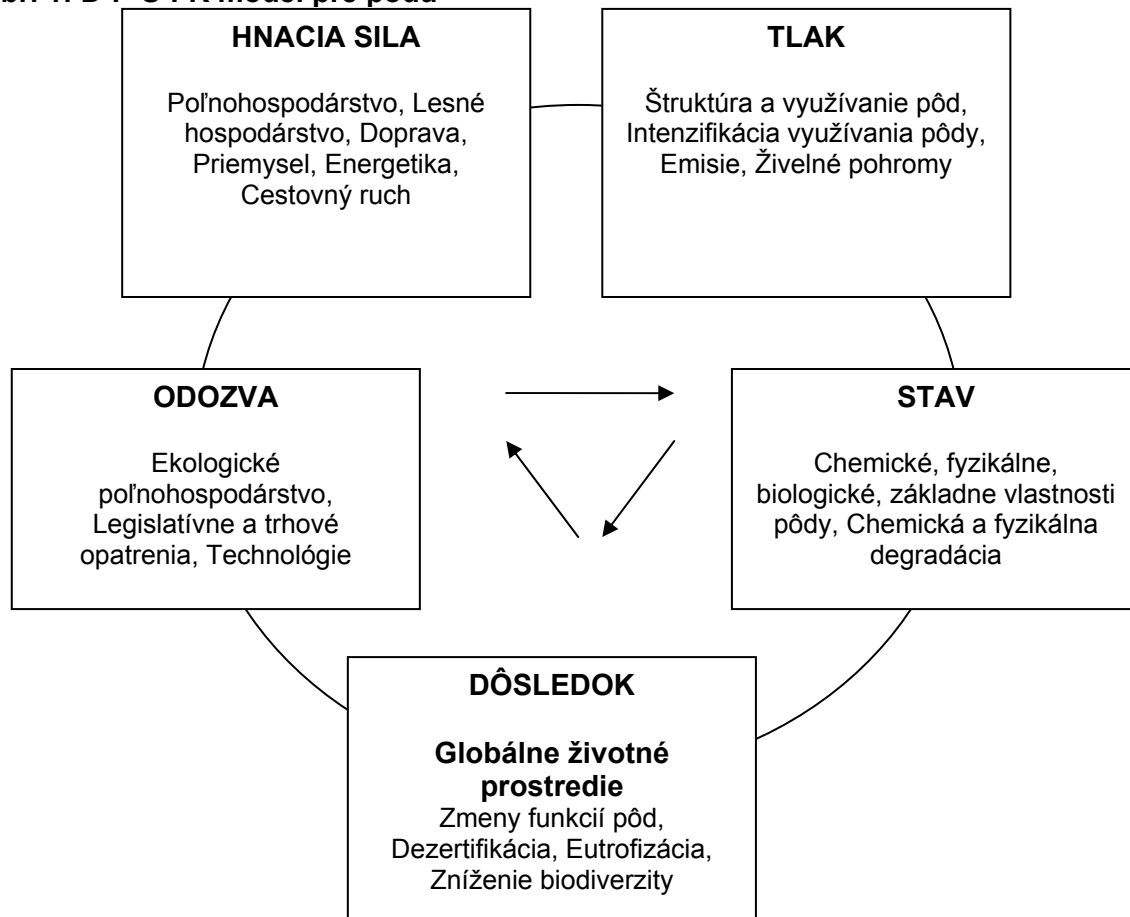 HNACIA SILA
Poľnohospodárstvo, Lesné
hospodárstvo, Doprava,
Priemysel, Energetika,
Cestovný ruch
TLAK
Štruktúra a využívanie pôd,
Intenzifikácia využívania pôdy,
Emisie, Živelné pohromy
ODOZVA
Ekologické
poľnohospodárstvo,
Legislatívne a trhové
opatrenia, Technológie
STAV
Chemické, fyzikálne,
biologické, základne vlastnosti
pôdy, Chemická a fyzikálna
degradácia
DÔSLEDOK
Globálne životné
prostredie
Zmeny funkcií pôd,
Dezertifikácia, Eutrofizácia,
Zníženie biodiverzity